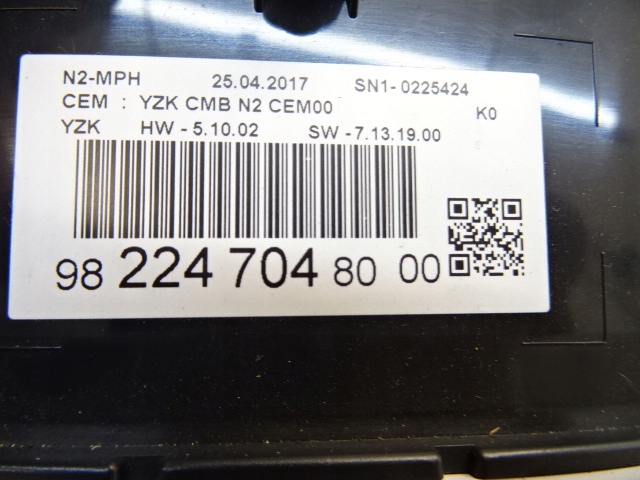 N2-MPH 25.04.2017 SN1- 0225424
CEM : YZK CMB N2 CEM00 K0
YZK HW - 5.10.02 SW - 7.13.19.00
98 224 704 80 00